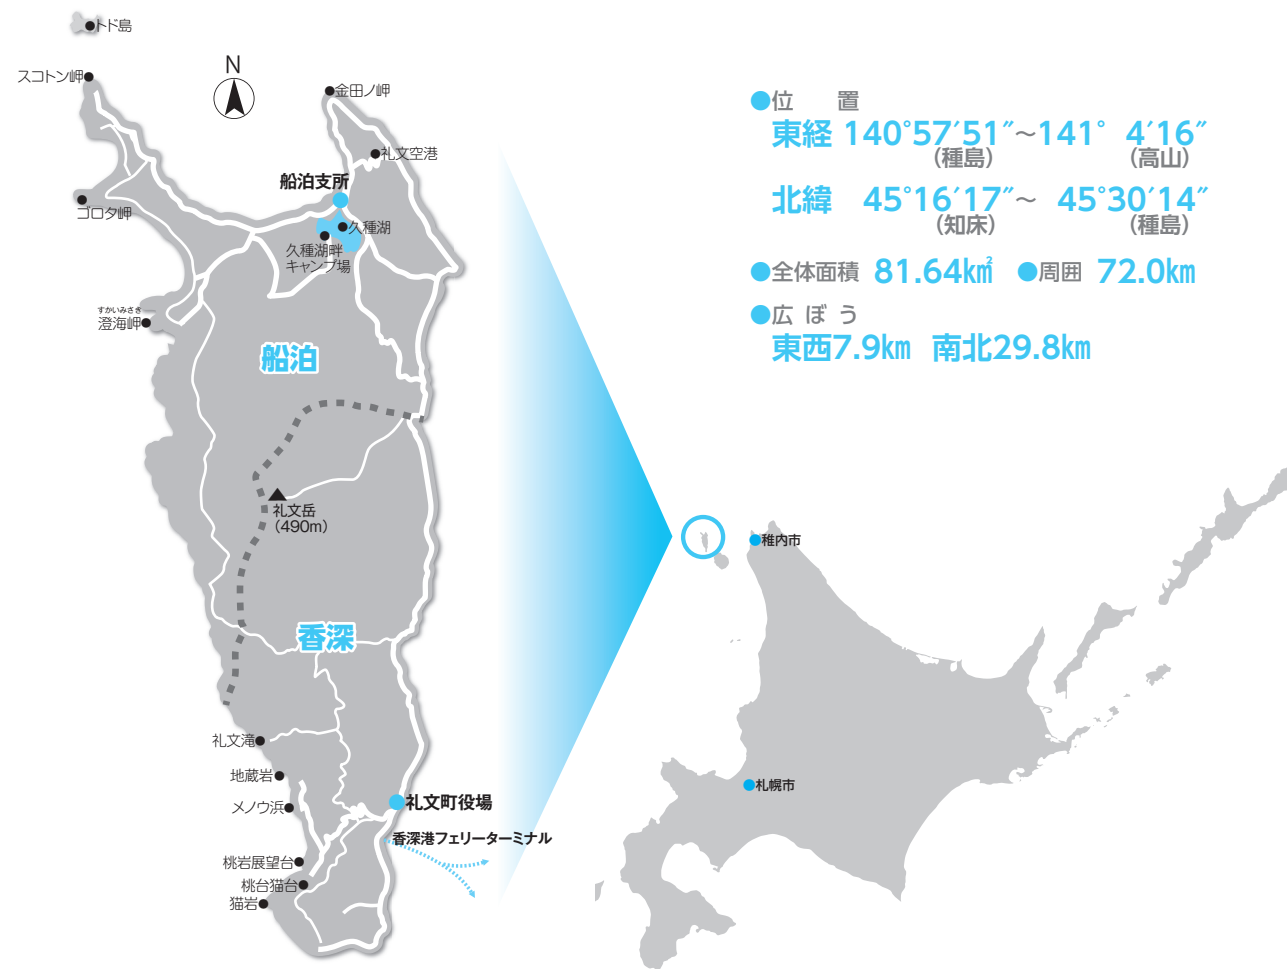 トド島
スコトン岬
N
金田ノ岬
礼文空港
船泊支所
ゴロタ岬
久種湖
久種湖畔
キャンプ場
すかいみさき
澄海岬
船泊
礼文岳
(490m)
香深
礼文滝
地蔵岩
メノウ浜
礼文町役場
香深港フェリーターミナル
桃岩展望台
桃台猫台
猫岩
●位 置
東経 140°57′51″～141° 4′16″
(種島) (高山)
北緯 45°16′17″～ 45°30′14″
(知床) (種島)
●全体面積 81.64㎢ ●周囲 72.0㎞
●広ぼう
東西7.9㎞ 南北29.8㎞
稚内市
札幌市